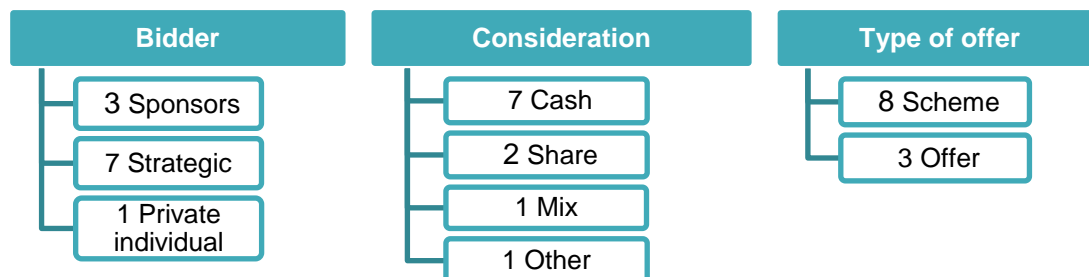 Bidder
3 Sponsors
7 Strategic
1 Private
individual
Consideration
7 Cash
2 Share
1 Mix
1 Other
Type of offer
8 Scheme
3 Offer